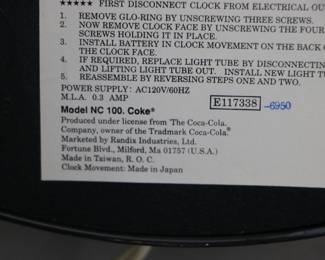 ★★★★★ FIRST DISCONNECT CLOCK FROM ELECTRICAL OU
1. REMOVE GLO-RING BY UNSCREWING THREE SCREWS.
2. NOW REMOVE CLOCK FACE BY UNSCREWING THE FOUR
SCREWS HOLDING IT IN PLACE.
3. INSTALL BATTERY IN CLOCK MOVEMENT ON THE BACK O
THE CLOCK FACE.
4. IF REQUIRED, REPLACE LIGHT TUBE BY DISCONNECTING
AND LIFTING LIGHT TUBE OUT. INSTALL NEW LIGHT T
5. REASSEMBLE BY REVERSING STEPS ONE AND TWO.
POWER SUPPLY : AC120V/60HZ
M.L.A. 0.3 AMP E117338 -6950
Model NC 100. Coke®
Produced under license from The Coca-Cola.
Company, owner of the Tradmark Coca-Cola.®
Marketed by Randix Industries, Ltd.
Fortune Blvd., Milford, Ma 01757 (U.S.A.)
Made in Taiwan, R. O. C.
Clock Movement: Made in Japan